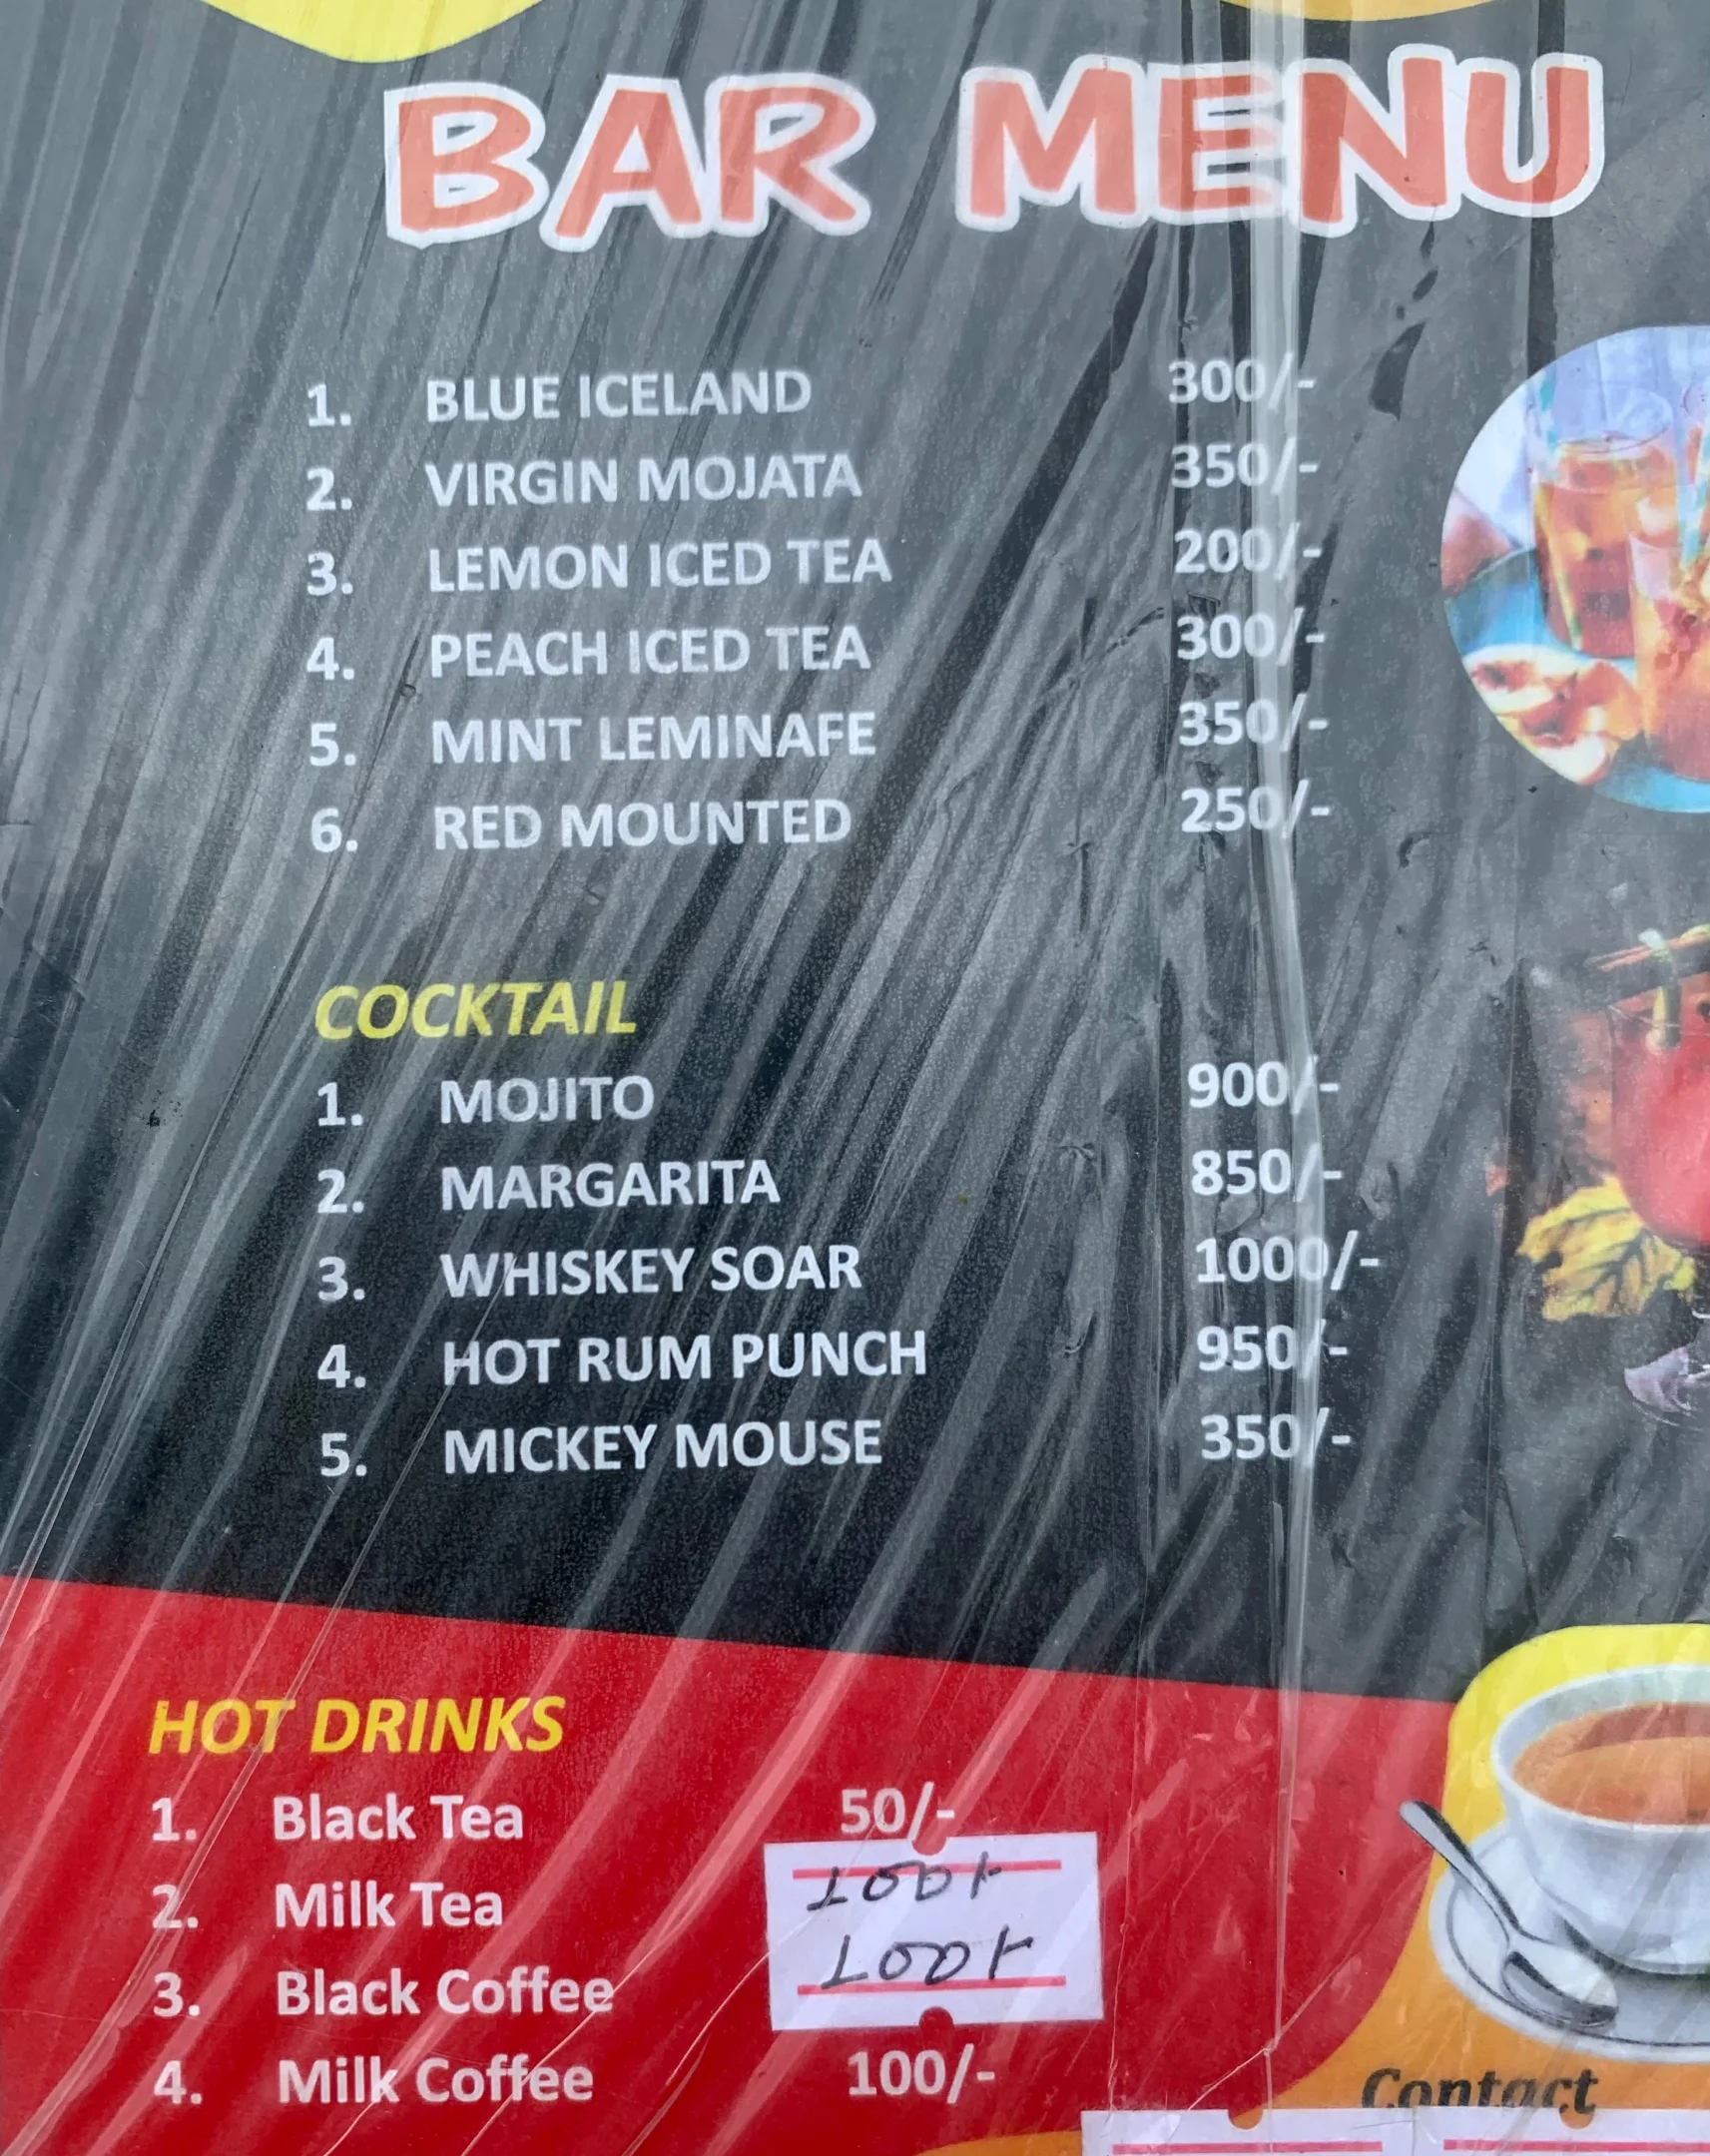 BAR MENU
1. BLUE ICELAND 300/-
2. VIRGIN MOJATA 350/-
3. LEMON ICED TEA 200/-
4. PEACH ICED TEA 300/-
5. MINT LEMINAFE 350/-
6. RED MOUNTED 250/-
COCKTAIL
1. MOJITO 900/-
2. MARGARITA 850/-
3. WHISKEY SOAR 1000/-
4. HOT RUM PUNCH 950/-
5. MICKEY MOUSE 350/-
HOT DRINKS
1. Black Tea 50/-
2. Milk Tea
3. Black Coffee
4. Milk Coffee 100/-
Contact